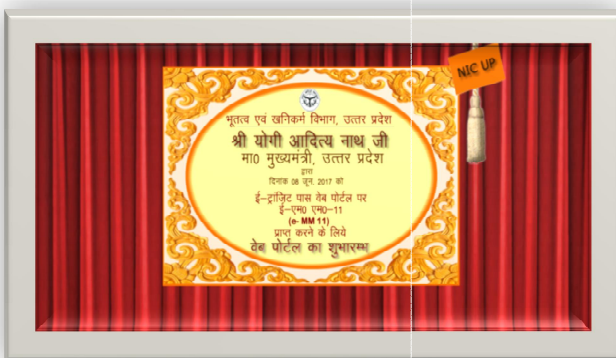 NIC UP
भूतत्व एवं खनिकर्म विभाग, उत्तर प्रदेश
श्री योगी आदित्य नाथ जी
मा0 मुख्यमंत्री, उत्तर प्रदेश
द्वारा
दिनांक 08 जून, 2017 को
ई-ट्रांज़िट पास वेब पोर्टल पर
ई-एम0 एम0-11
(e- MM 11)
प्राप्त करने के लिये
वेब पोर्टल का शुभारम्भ